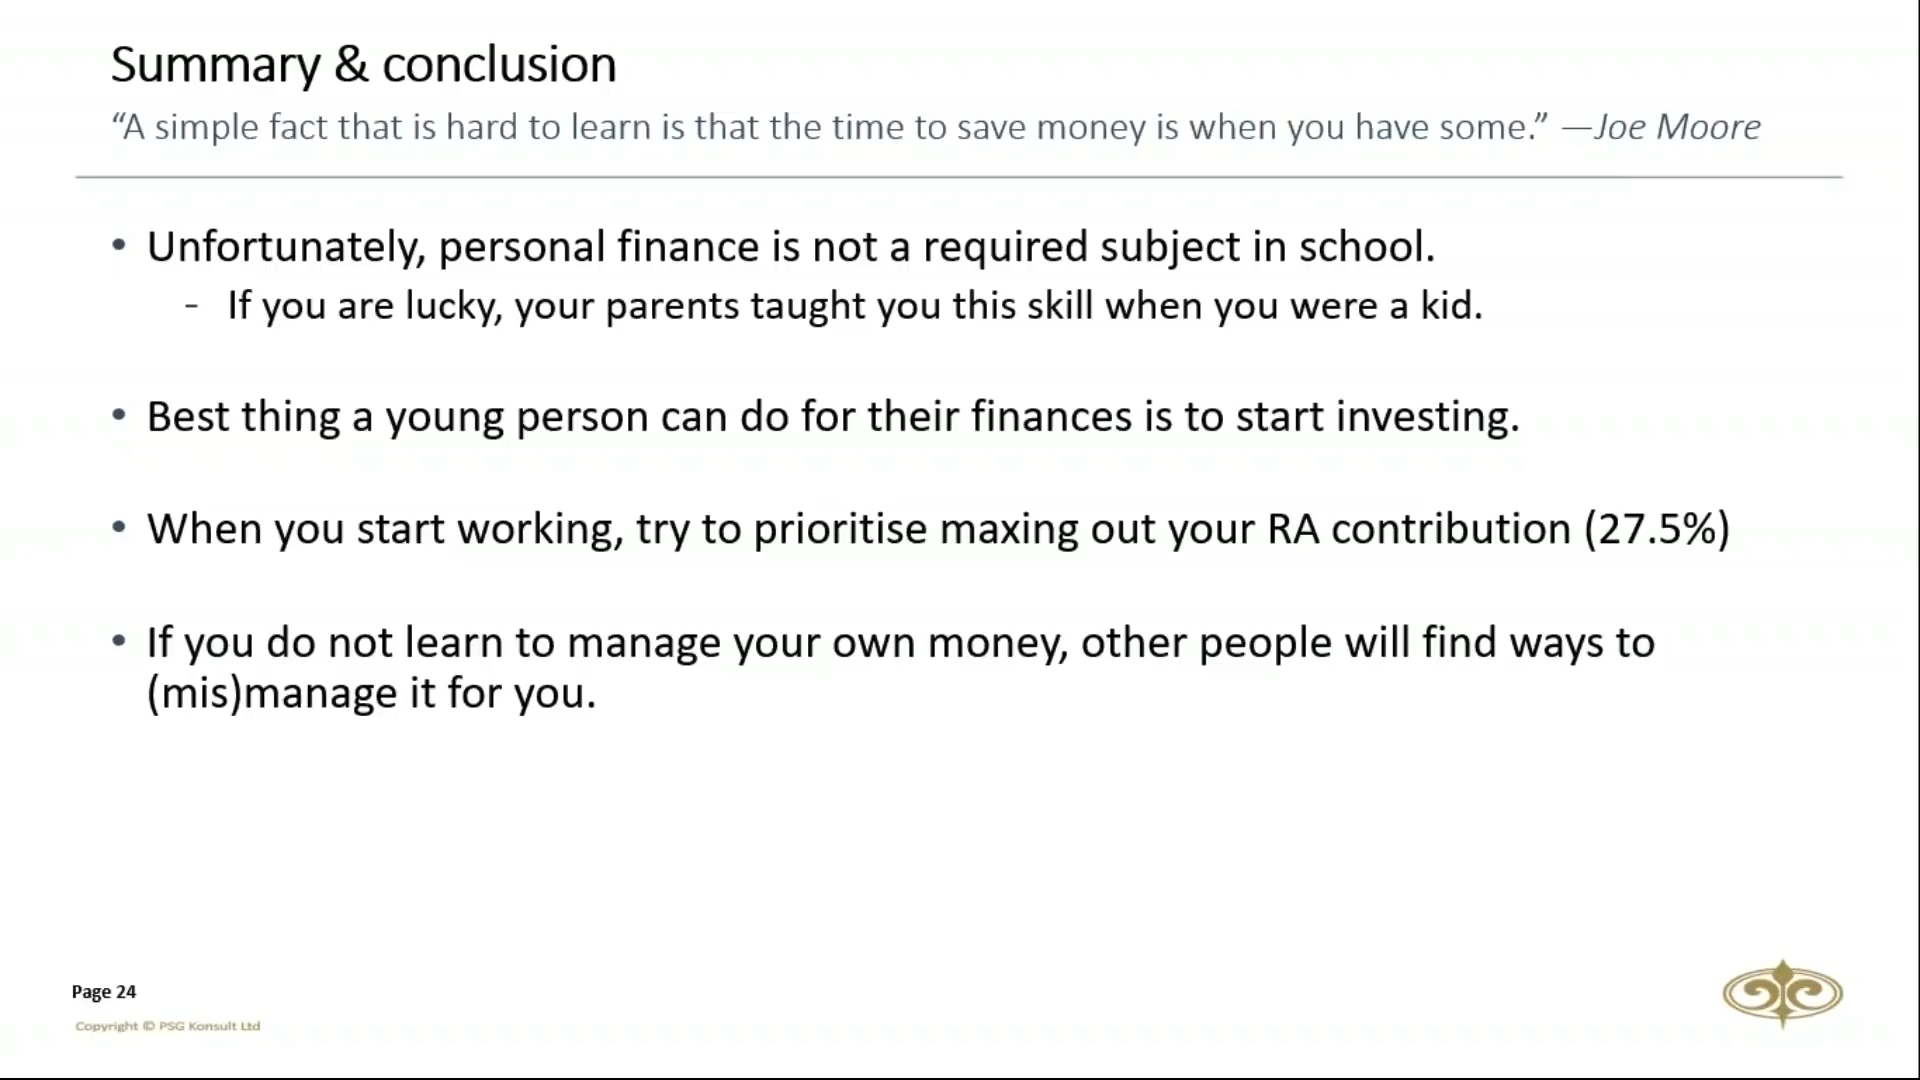 Summary & conclusion
“A simple fact that is hard to learn is that the time to save money is when you have some.” —Joe Moore
• Unfortunately, personal finance is not a required subject in school.
- If you are lucky, your parents taught you this skill when you were a kid.
• Best thing a young person can do for their finances is to start investing.
• When you start working, try to prioritise maxing out your RA contribution (27.5%)
• If you do not learn to manage your own money, other people will find ways to
(mis)manage it for you.
Page 24
Copyright © PSG Konsult Ltd